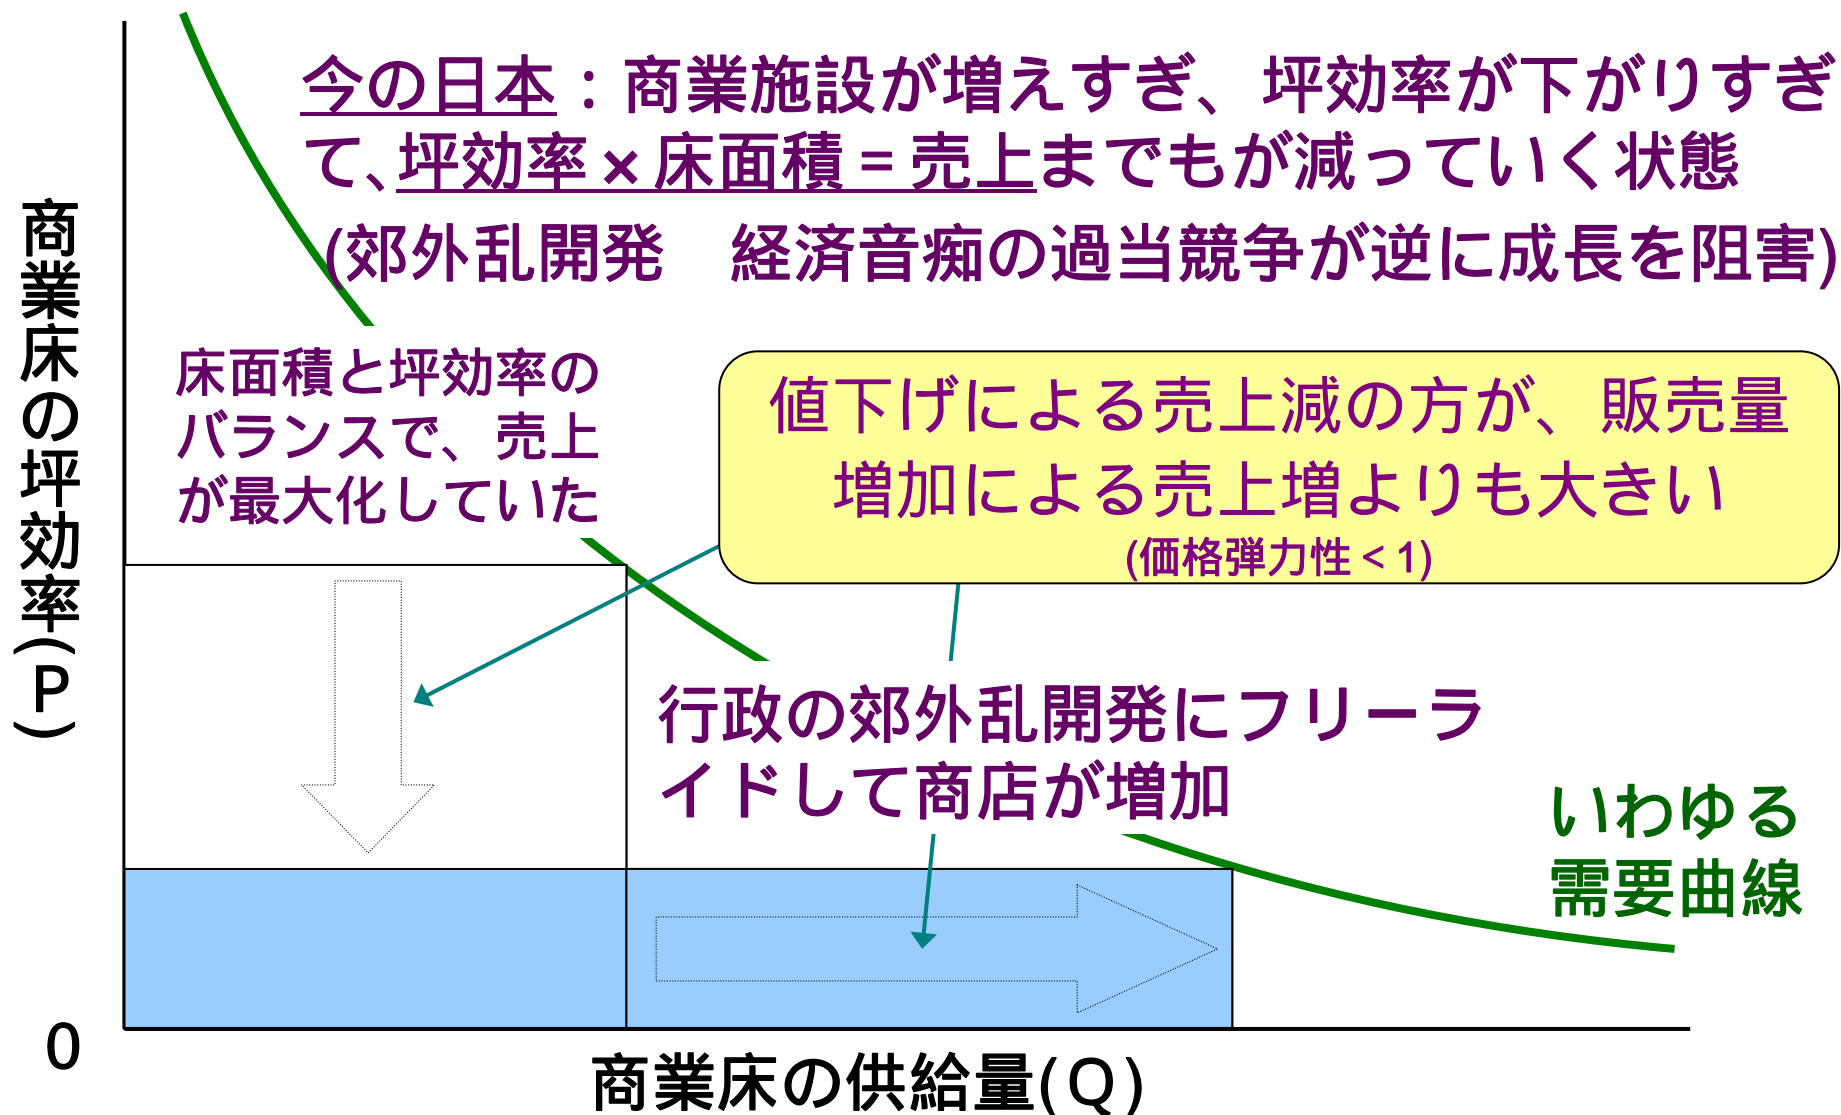 今の日本：商業施設が増えすぎ、坪効率が下がりすぎ
て、坪効率×床面積=売上までもが減っていく状態
(郊外乱開発　経済音痴の過当競争が逆に成長を阻害)
商業床の坪効率(P)
床面積と坪効率の
バランスで、売上
が最大化していた
値下げによる売上減の方が、販売量
増加による売上増よりも大きい
(価格弾力性<1)
行政の郊外乱開発にフリーラ
イドして商店が増加
いわゆる
需要曲線
0
商業床の供給量(Q)